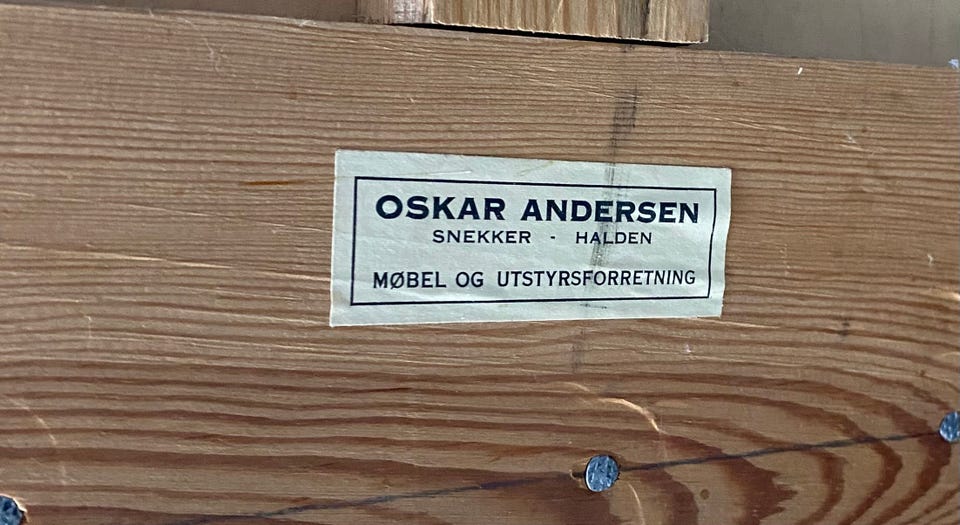 OSKAR ANDERSEN
SNEKKER - HALDEN
MØBEL OG UTSTYRSFORRETNING